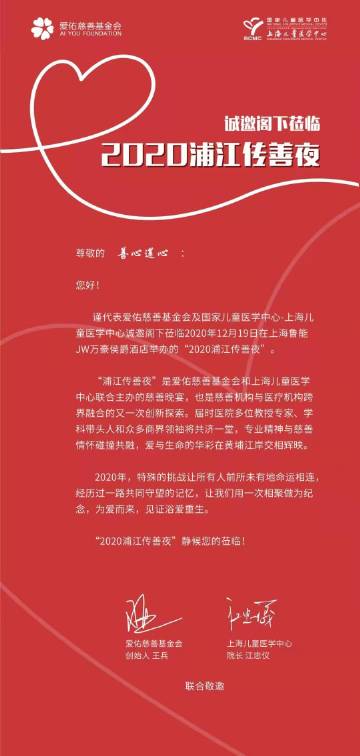 爱佑慈善基金会
AI YOU FOUNDATION
国家儿童医学中心
上海儿童医学中心
SCMC
诚邀阁下莅临
2020浦江传善夜
尊敬的 善心莲心 ：
您好！
谨代表爱佑慈善基金会及国家儿童医学中心-上海儿
童医学中心诚邀阁下莅临2020年12月19日在上海鲁能
JW万豪侯爵酒店举办的“2020浦江传善夜”。
“浦江传善夜”是爱佑慈善基金会和上海儿童医学
中心联合主办的慈善晚宴，也是慈善机构与医疗机构跨
界融合的又一次创新探索。届时医院多位教授专家、学
科带头人和众多商界领袖将共济一堂，专业精神与慈善
情怀碰撞共融，爱与生命的华彩在黄埔江岸交相辉映。
2020年，特殊的挑战让所有人前所未有地命运相连，
经历过一路共同守望的记忆，让我们用一次相聚做为纪
念，为爱而来，见证浴爱重生。
“2020浦江传善夜”静候您的莅临！
爱佑慈善基金会
创始人 王兵
江忠仪
上海儿童医学中心
院长 江忠仪
联合敬邀